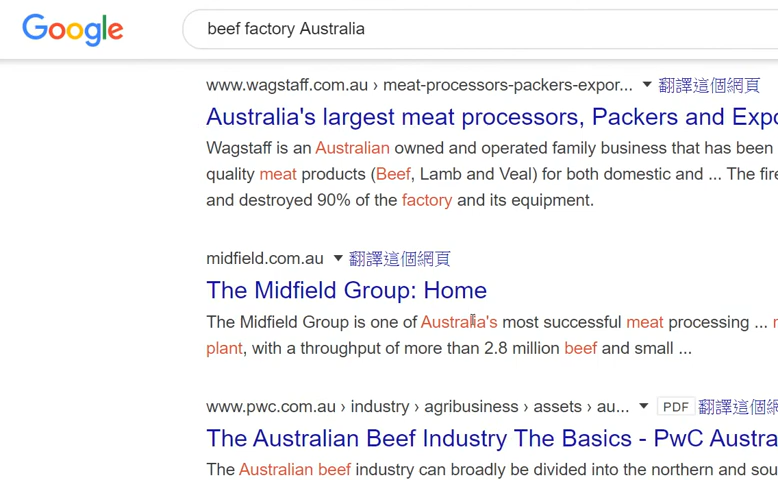 Google
beef factory Australia
www.wagstaff.com.au › meat-processors-packers-expor... ▼ 翻譯這個網頁
Australia's largest meat processors, Packers and Expo
Wagstaff is an Australian owned and operated family business that has been
quality meat products (Beef, Lamb and Veal) for both domestic and ... The fire
and destroyed 90% of the factory and its equipment.
midfield.com.au ▼ 翻譯這個網頁
The Midfield Group: Home
The Midfield Group is one of Australia's most successful meat processing ...
plant, with a throughput of more than 2.8 million beef and small ...
www.pwc.com.au › industry › agribusiness › assets › au... ▼ PDF 翻譯這個網
The Australian Beef Industry The Basics - PwC Austra
The Australian beef industry can broadly be divided into the northern and sou